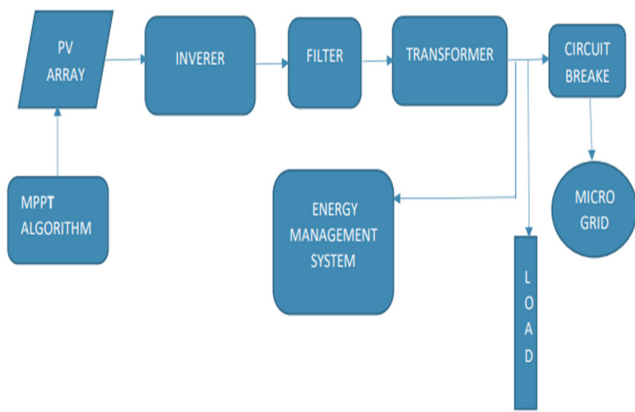 PV
ARRAY
INVERER
FILTER
TRANSFORMER
CIRCUIT
BREAKE
MPPT
ALGORITHM
ENERGY
MANAGEMENT
SYSTEM
MICRO
GRID
L
O
A
D